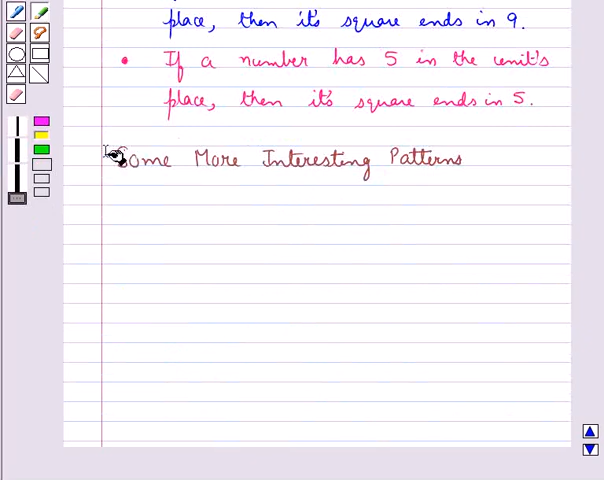 place, then it's square ends in 9.
• If a number has 5 in the unit's
place, then it's square ends in 5.
Some More Interesting Patterns